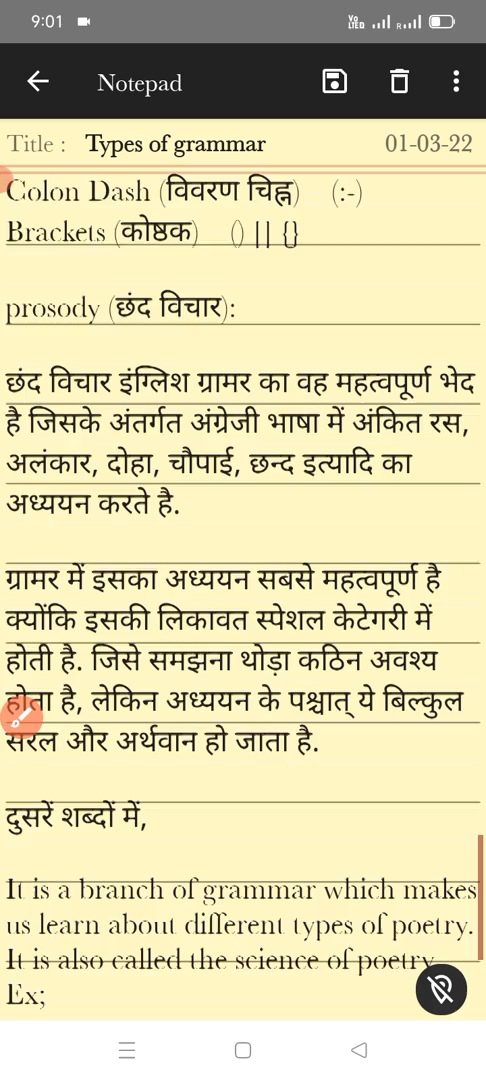 9:01
Notepad
Title : Types of grammar 01-03-22
Colon Dash (विवरण चिह्न) (:-)
Brackets (कोष्ठक) () || {}
prosody (छंद विचार):
छंद विचार इंग्लिश ग्रामर का वह महत्वपूर्ण भेद
है जिसके अंतर्गत अंग्रेजी भाषा में अंकित रस,
अलंकार, दोहा, चौपाई, छन्द इत्यादि का
अध्ययन करते है.
ग्रामर में इसका अध्ययन सबसे महत्वपूर्ण है
क्योंकि इसकी लिकावत स्पेशल केटेगरी में
होती है. जिसे समझना थोड़ा कठिन अवश्य
होता है, लेकिन अध्ययन के पश्चात् ये बिल्कुल
सरल और अर्थवान हो जाता है.
दुसरें शब्दों में,
It is a branch of grammar which makes
us learn about different types of poetry.
It is also called the science of poetry
Ex;